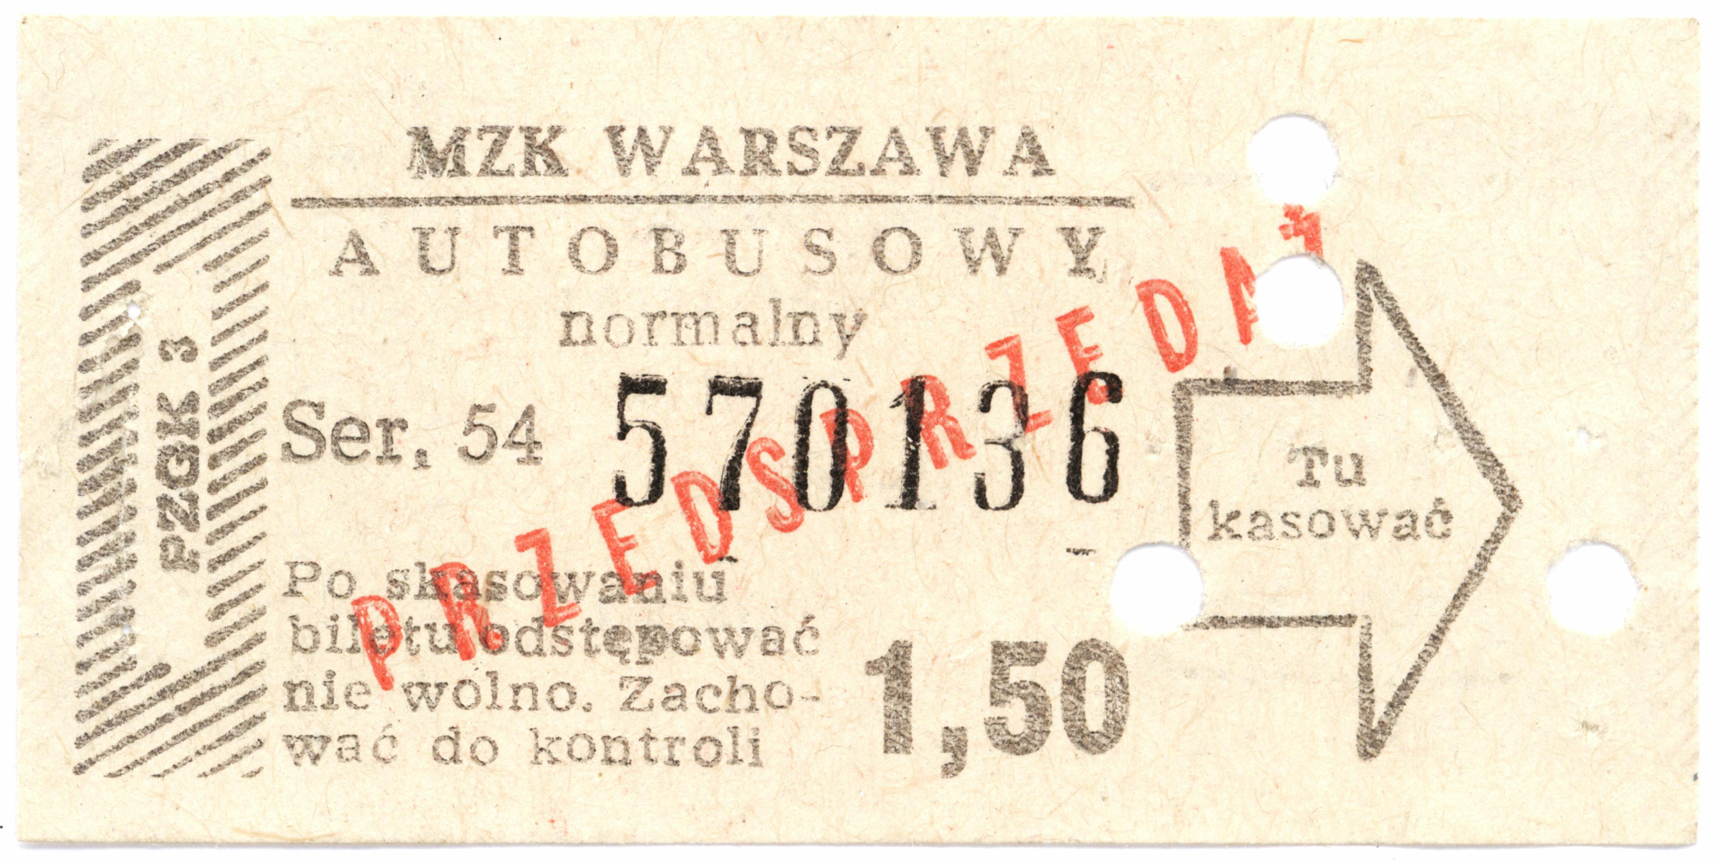 MZK WARSZAWA
AUTOBUSOWY
normalny
Ser. 54 570136
PRZEDSPRZEDAŻ
Po skasowaniu
biletu odstępować
nie wolno. Zacho-
wać do kontroli
1,50
Tu
kasować
PZGK 3